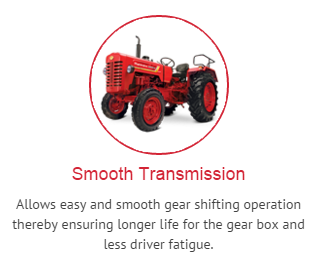 Smooth Transmission
Allows easy and smooth gear shifting operation
thereby ensuring longer life for the gear box and
less driver fatigue.